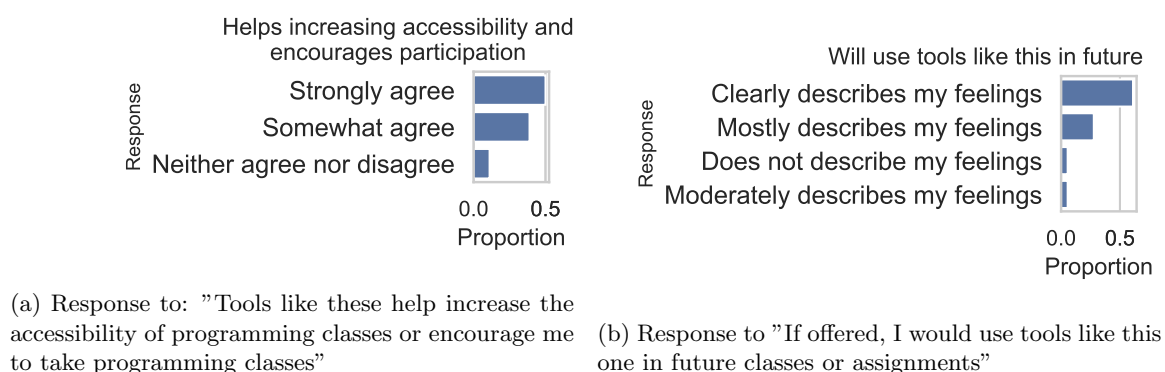 Helps increasing accessibility and
encourages participation
Response
Strongly agree
Somewhat agree
Neither agree nor disagree
0.0 0.5
Proportion
(a) Response to: ”Tools like these help increase the
accessibility of programming classes or encourage me
to take programming classes”
Will use tools like this in future
Response
Clearly describes my feelings
Mostly describes my feelings
Does not describe my feelings
Moderately describes my feelings
0.0 0.5
Proportion
(b) Response to ”If offered, I would use tools like this
one in future classes or assignments”